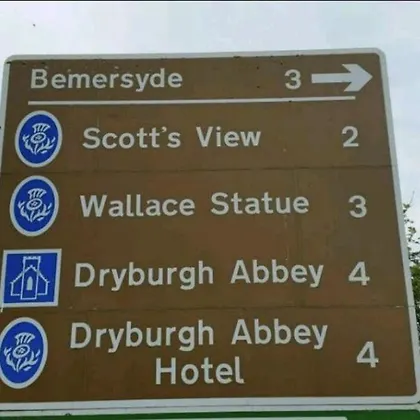 Bemersyde 3
Scott's View 2
Wallace Statue 3
Dryburgh Abbey 4
Dryburgh Abbey
Hotel 4